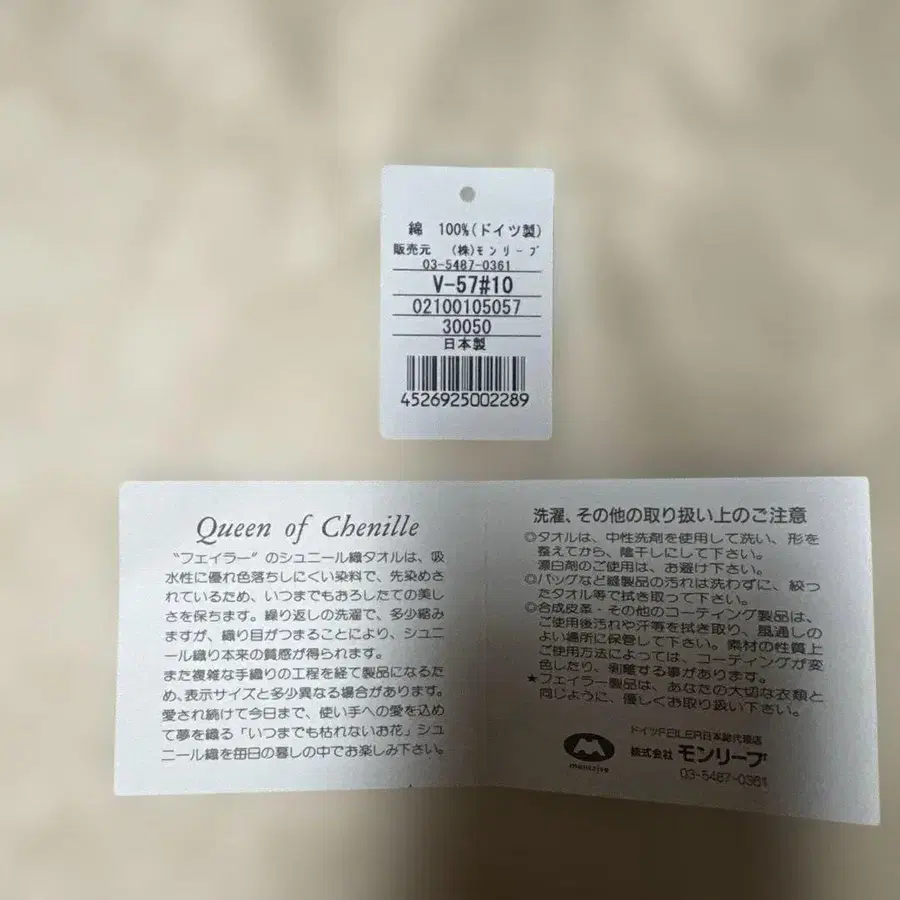 綿 100%(ドイツ製)
販売元 (株)モンリーブ
03-5487-0361
V-57#10
02100105057
30050
日本製
4526925002289
Queen of Chenille
"フェイラー"のシュニール織タオルは、吸
水性に優れ色落ちしにくい染料で、先染めさ
れているため、いつまでもおろしたての美し
さを保ちます。繰り返しの洗濯で、多少縮み
ますが、織り目がつまることにより、シュニ
ール織り本来の質感が得られます。
また複雑な手織りの工程を経て製品になるた
め、表示サイズと多少異なる場合があります。
愛され続けて今日まで、使い手への愛を込め
て夢を織る「いつまでも枯れないお花」シュ
ニール織を毎日の暮しの中でお楽しみ下さい。
洗濯、その他の取り扱い上のご注意
◎タオルは、中性洗剤を使用して洗い、形を
整えてから、陰干しにして下さい。
漂白剤のご使用は、お避け下さい。
◎バッグなど縫製品の汚れは洗わずに、絞っ
たタオル等で拭き取って下さい。
◎合成皮革・その他のコーティング製品は、
ご使用後汚れや汗等を拭き取り、風通しの
よい場所に保管して下さい。素材の性質上
ご使用方法によっては、コーティングが変
色したり、剥離する事があります。
★フェイラー製品は、あなたの大切な衣類と
同じように、優しくお取り扱い下さい。
ドイツFEILER日本総代理店
株式会社 モンリーブ
03-5487-0361